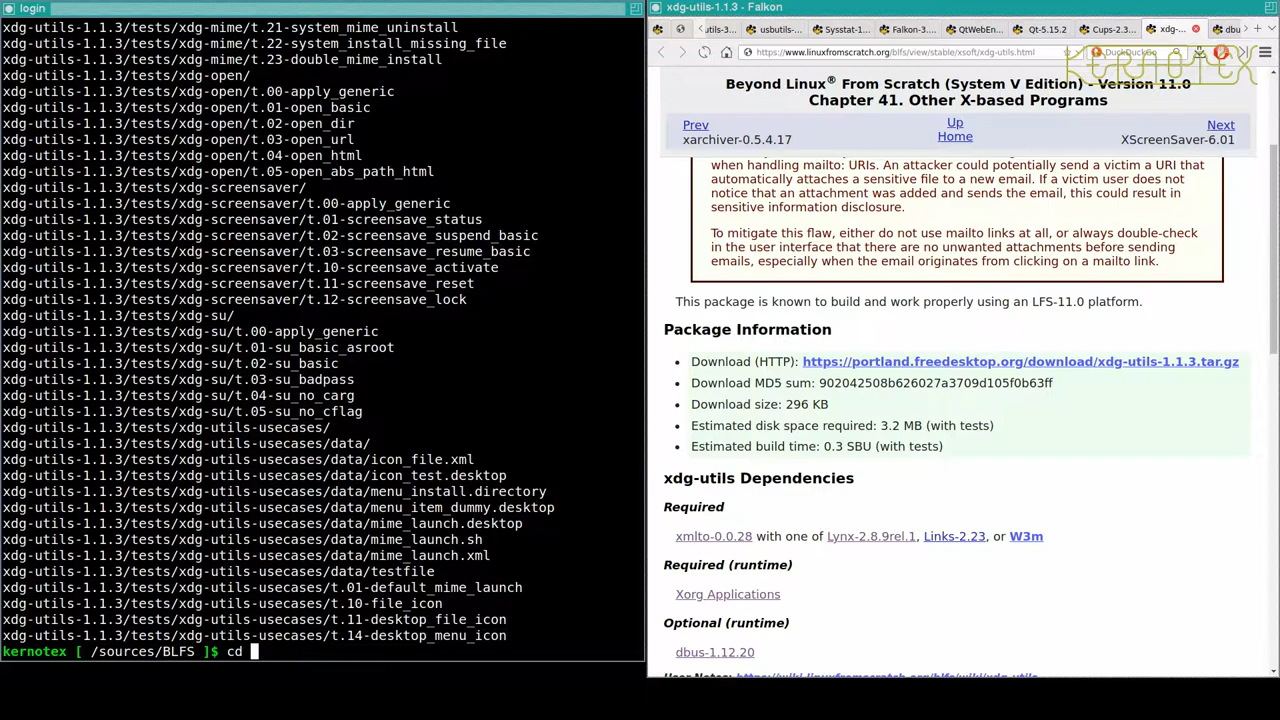 login
xdg-utils-1.1.3/tests/xdg-mime/t.21-system_mime_uninstall
xdg-utils-1.1.3/tests/xdg-mime/t.22-system_install_missing_file
xdg-utils-1.1.3/tests/xdg-mime/t.23-double_mime_install
xdg-utils-1.1.3/tests/xdg-open/
xdg-utils-1.1.3/tests/xdg-open/t.00-apply_generic
xdg-utils-1.1.3/tests/xdg-open/t.01-open_basic
xdg-utils-1.1.3/tests/xdg-open/t.02-open_dir
xdg-utils-1.1.3/tests/xdg-open/t.03-open_url
xdg-utils-1.1.3/tests/xdg-open/t.04-open_html
xdg-utils-1.1.3/tests/xdg-open/t.05-open_abs_path_html
xdg-utils-1.1.3/tests/xdg-screensaver/
xdg-utils-1.1.3/tests/xdg-screensaver/t.00-apply_generic
xdg-utils-1.1.3/tests/xdg-screensaver/t.01-screensave_status
xdg-utils-1.1.3/tests/xdg-screensaver/t.02-screensave_suspend_basic
xdg-utils-1.1.3/tests/xdg-screensaver/t.03-screensave_resume_basic
xdg-utils-1.1.3/tests/xdg-screensaver/t.10-screensave_activate
xdg-utils-1.1.3/tests/xdg-screensaver/t.11-screensave_reset
xdg-utils-1.1.3/tests/xdg-screensaver/t.12-screensave_lock
xdg-utils-1.1.3/tests/xdg-su/
xdg-utils-1.1.3/tests/xdg-su/t.00-apply_generic
xdg-utils-1.1.3/tests/xdg-su/t.01-su_basic_asroot
xdg-utils-1.1.3/tests/xdg-su/t.02-su_basic
xdg-utils-1.1.3/tests/xdg-su/t.03-su_badpass
xdg-utils-1.1.3/tests/xdg-su/t.04-su_no_carg
xdg-utils-1.1.3/tests/xdg-su/t.05-su_no_cflag
xdg-utils-1.1.3/tests/xdg-utils-usecases/
xdg-utils-1.1.3/tests/xdg-utils-usecases/data/
xdg-utils-1.1.3/tests/xdg-utils-usecases/data/icon_file.xml
xdg-utils-1.1.3/tests/xdg-utils-usecases/data/icon_test.desktop
xdg-utils-1.1.3/tests/xdg-utils-usecases/data/menu_install.directory
xdg-utils-1.1.3/tests/xdg-utils-usecases/data/menu_item_dummy.desktop
xdg-utils-1.1.3/tests/xdg-utils-usecases/data/mime_launch.desktop
xdg-utils-1.1.3/tests/xdg-utils-usecases/data/mime_launch.sh
xdg-utils-1.1.3/tests/xdg-utils-usecases/data/mime_launch.xml
xdg-utils-1.1.3/tests/xdg-utils-usecases/data/testfile
xdg-utils-1.1.3/tests/xdg-utils-usecases/t.01-default_mime_launch
xdg-utils-1.1.3/tests/xdg-utils-usecases/t.10-file_icon
xdg-utils-1.1.3/tests/xdg-utils-usecases/t.11-desktop_file_icon
xdg-utils-1.1.3/tests/xdg-utils-usecases/t.14-desktop_menu_icon
kernotex [ /sources/BLFS ]$ cd
xdg-utils-1.1.3 - Falkon
utils-3... usbutils-... Sysstat-1... Falkon-3... QtWebEn... Qt-5.15.2 Cups-2.3... xdg-... dbu
https://www.linuxfromscratch.org/blfs/view/stable/xsoft/xdg-utils.html DuckDuckGo
KERNOTEX
Beyond Linux® From Scratch (System V Edition) - Version 11.0
Chapter 41. Other X-based Programs
Prev Up Next
xarchiver-0.5.4.17 Home XScreenSaver-6.01
when handling mailto: URIs. An attacker could potentially send a victim a URI that
automatically attaches a sensitive file to a new email. If a victim user does not
notice that an attachment was added and sends the email, this could result in
sensitive information disclosure.
To mitigate this flaw, either do not use mailto links at all, or always double-check
in the user interface that there are no unwanted attachments before sending
emails, especially when the email originates from clicking on a mailto link.
This package is known to build and work properly using an LFS-11.0 platform.
Package Information
Download (HTTP): https://portland.freedesktop.org/download/xdg-utils-1.1.3.tar.gz
Download MD5 sum: 902042508b626027a3709d105f0b63ff
Download size: 296 KB
Estimated disk space required: 3.2 MB (with tests)
Estimated build time: 0.3 SBU (with tests)
xdg-utils Dependencies
Required
xmlto-0.0.28 with one of Lynx-2.8.9rel.1, Links-2.23, or W3m
Required (runtime)
Xorg Applications
Optional (runtime)
dbus-1.12.20
User Notes: https://wiki.linuxfromscratch.org/blfs/wiki/xdg-utils